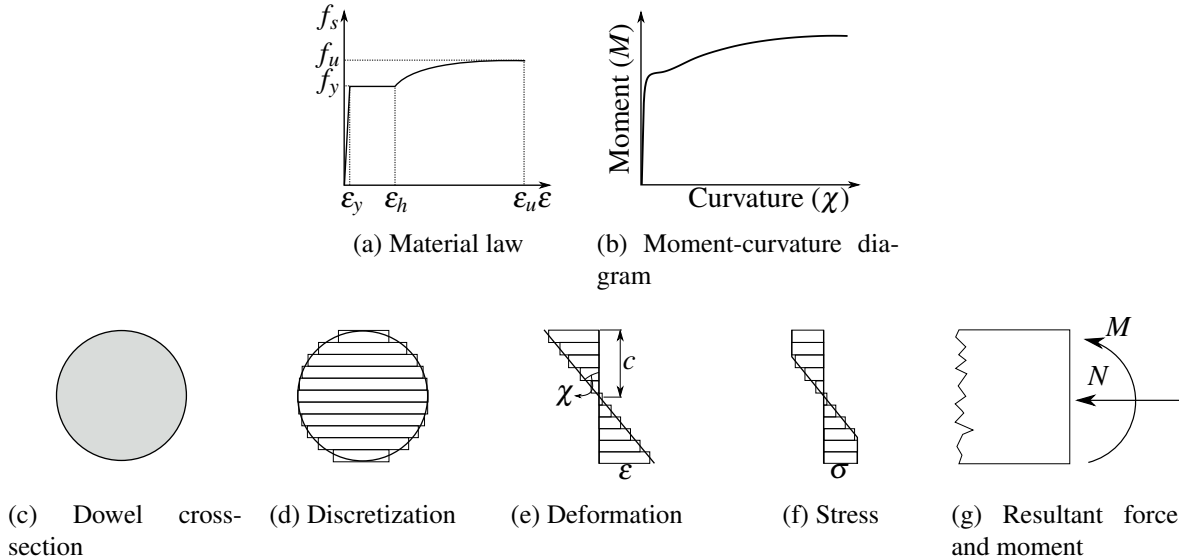 f_s
f_u
f_y
ε_y ε_h ε_u ε
(a) Material law
Moment (M)
Curvature (χ)
(b) Moment-curvature dia-
gram
c
χ
ε
σ
M
N
(c) Dowel cross-
section
(d) Discretization
(e) Deformation
(f) Stress
(g) Resultant force
and moment